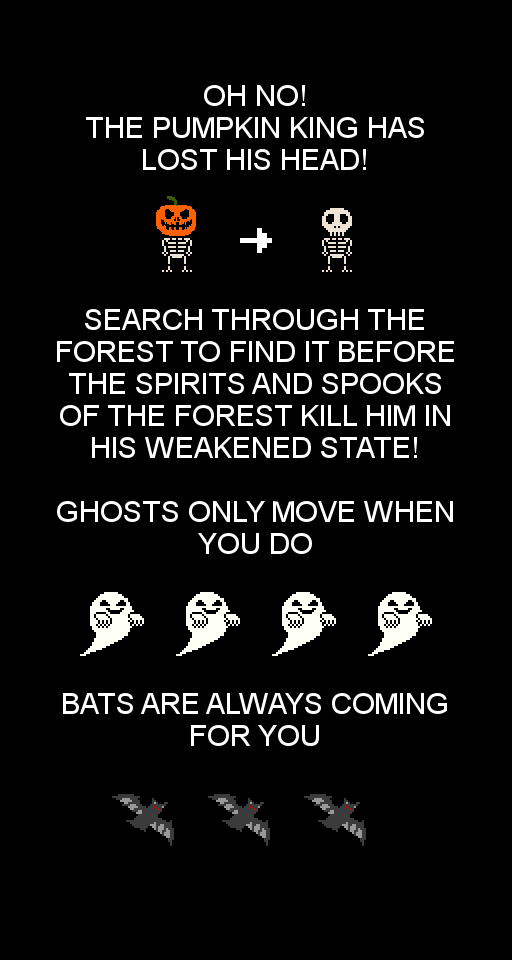 OH NO!
THE PUMPKIN KING HAS
LOST HIS HEAD!
SEARCH THROUGH THE
FOREST TO FIND IT BEFORE
THE SPIRITS AND SPOOKS
OF THE FOREST KILL HIM IN
HIS WEAKENED STATE!
GHOSTS ONLY MOVE WHEN
YOU DO
BATS ARE ALWAYS COMING
FOR YOU